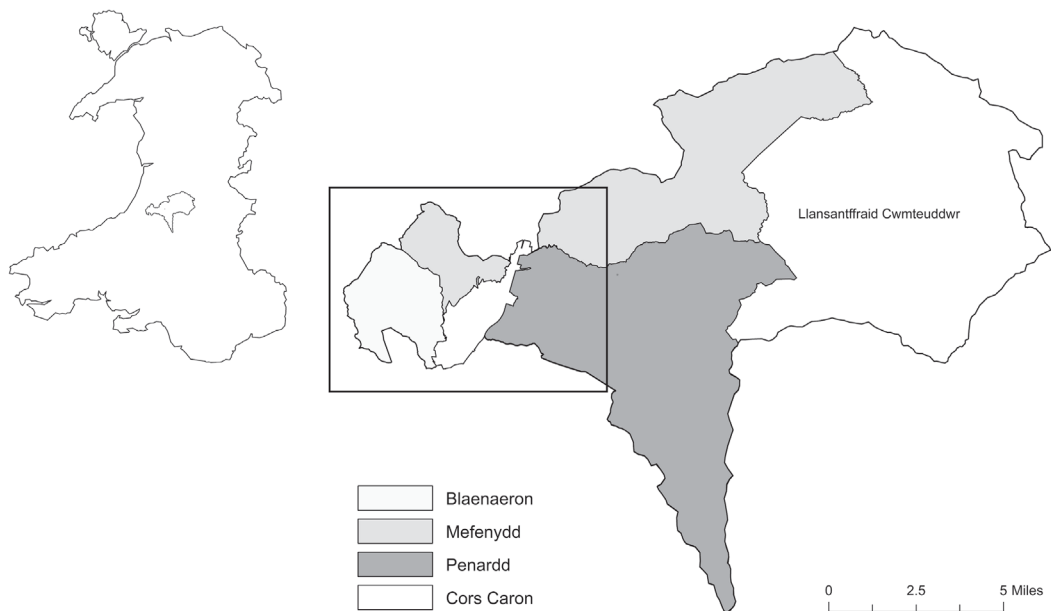 Llansantffraid Cwmteuddwr
Blaenaeron
Mefenydd
Penardd
Cors Caron
0 2.5 5 Miles